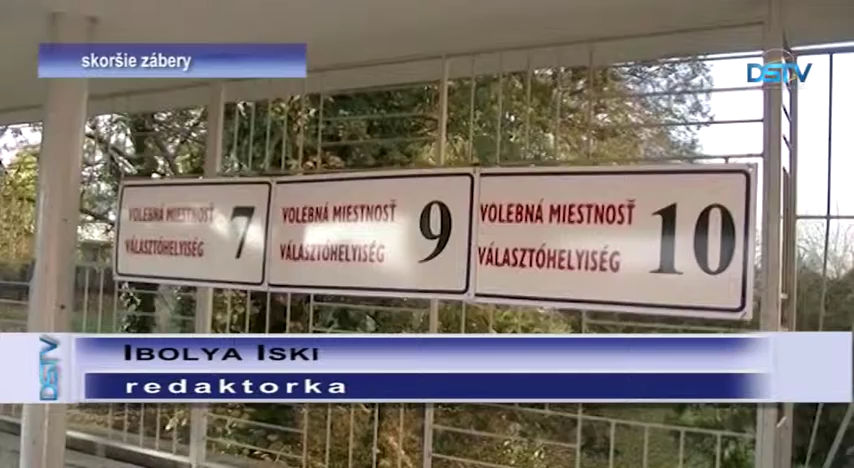 skoršie zábery
DSTV
VOLEBNÁ MIESTNOSŤ
VÁLASZTÓHELYISÉG
7
VOLEBNÁ MIESTNOSŤ
VÁLASZTÓHELYISÉG
9
VOLEBNÁ MIESTNOSŤ
VÁLASZTÓHELYISÉG
10
DSTV
IBOLYA ISKI
redaktorka